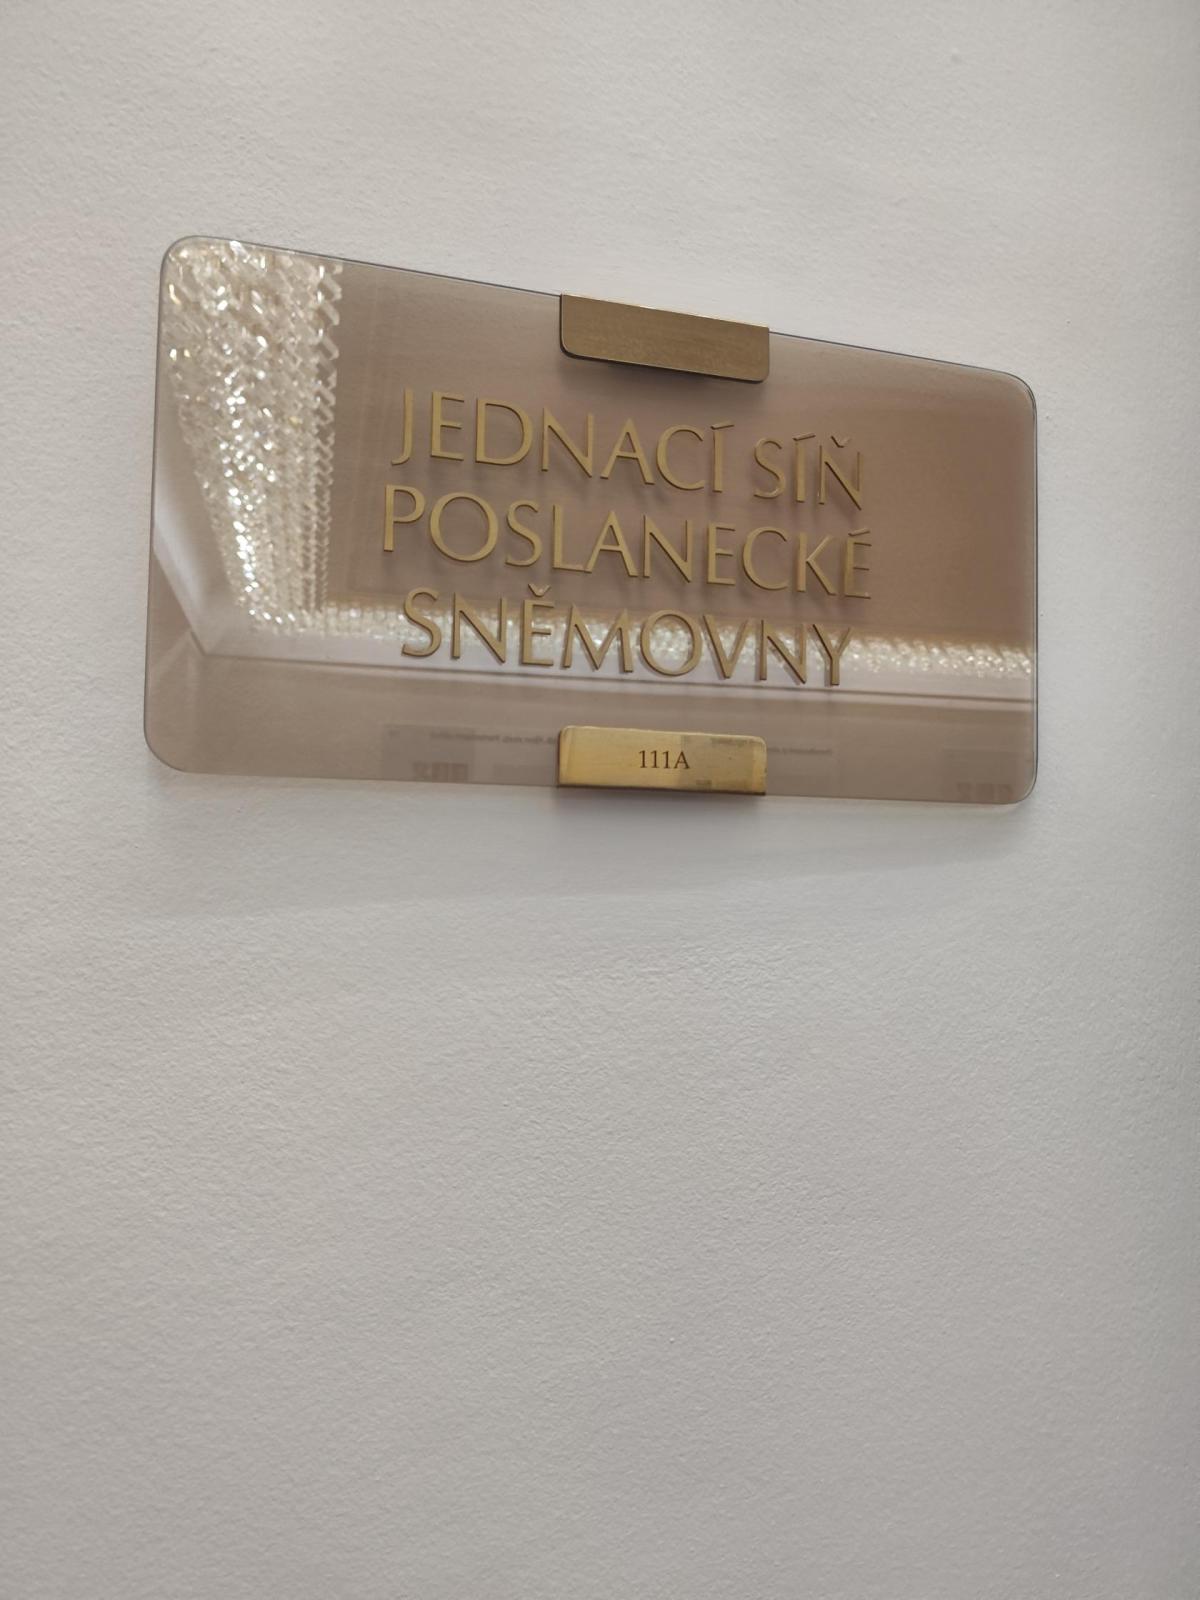 JEDNACÍ SÍŇ
POSLANECKÉ
SNĚMOVNY
111A